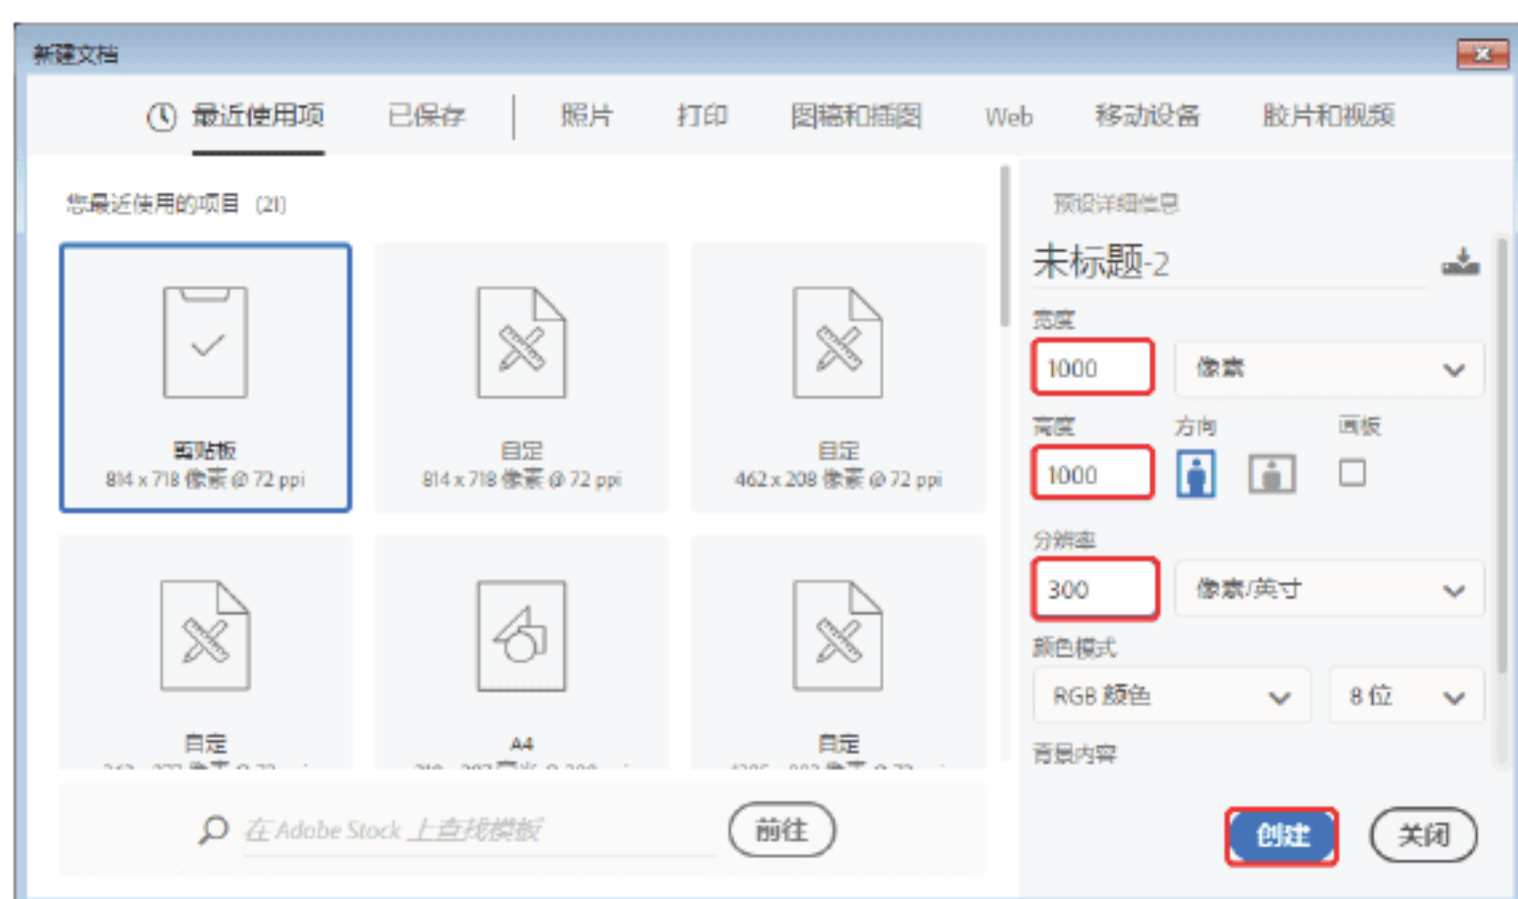 新建文档
最近使用项 已保存 照片 打印 图稿和插图 Web 移动设备 胶片和视频
您最近使用的项目 (21)
剪贴板
814 x 718 像素 @ 72 ppi
自定
814 x 718 像素 @ 72 ppi
自定
462 x 208 像素 @ 72 ppi
自定
A4
自定
在 Adobe Stock 上查找模板
前往
预设详细信息
未标题-2
宽度
1000 像素
高度 方向 画板
1000
分辨率
300 像素/英寸
颜色模式
RGB 颜色 8 位
背景内容
创建 关闭